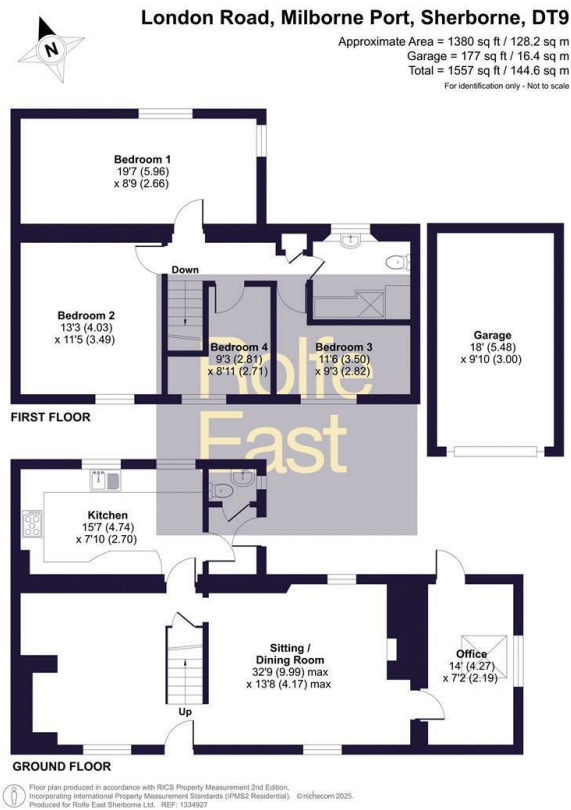 London Road, Milborne Port, Sherborne, DT9
Approximate Area = 1380 sq ft / 128.2 sq m
Garage = 177 sq ft / 16.4 sq m
Total = 1557 sq ft / 144.6 sq m
For identification only - Not to scale
N
Bedroom 1
19'7 (5.96)
x 8'9 (2.66)
Down
Bedroom 2
13'3 (4.03)
x 11'5 (3.49)
Bedroom 4
9'3 (2.81)
x 8'11 (2.71)
Bedroom 3
11'6 (3.50)
x 9'3 (2.82)
Garage
18' (5.48)
x 9'10 (3.00)
Rolfe
East
FIRST FLOOR
Kitchen
15'7 (4.74)
x 7'10 (2.70)
Sitting /
Dining Room
32'9 (9.99) max
x 13'8 (4.17) max
Office
14' (4.27)
x 7'2 (2.19)
Up
GROUND FLOOR
Floor plan produced in accordance with RICS Property Measurement 2nd Edition,
Incorporating International Property Measurement Standards (IPMS2 Residential). ©nichecom 2025.
Produced for Rolfe East Sherborne Ltd. REF: 1334927